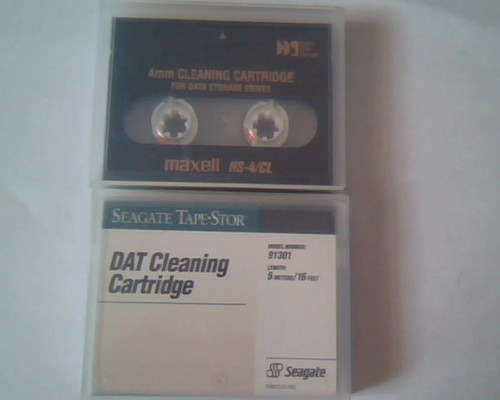 4mm CLEANING CARTRIDGE
FOR DATA STORAGE DRIVES
maxell HS-4/CL
SEAGATE TAPE•STOR
DAT Cleaning
Cartridge
MODEL NUMBER:
91301
LENGTH:
5 METERS/16 FEET
Seagate